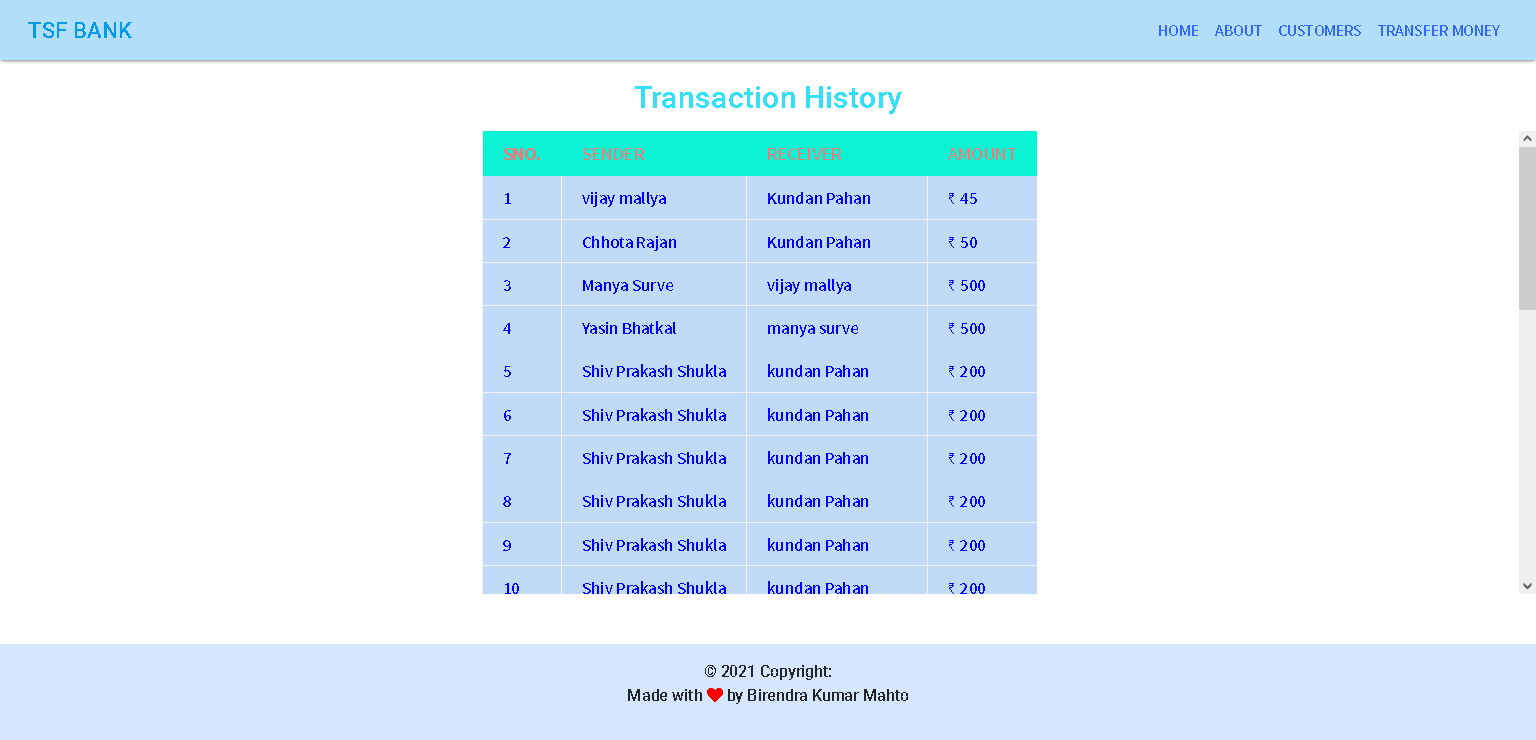 TSF BANK HOME ABOUT CUSTOMERS TRANSFER MONEY
Transaction History
SNO. SENDER RECEIVER AMOUNT
1 vijay mallya Kundan Pahan ₹ 45
2 Chhota Rajan Kundan Pahan ₹ 50
3 Manya Surve vijay mallya ₹ 500
4 Yasin Bhatkal manya surve ₹ 500
5 Shiv Prakash Shukla kundan Pahan ₹ 200
6 Shiv Prakash Shukla kundan Pahan ₹ 200
7 Shiv Prakash Shukla kundan Pahan ₹ 200
8 Shiv Prakash Shukla kundan Pahan ₹ 200
9 Shiv Prakash Shukla kundan Pahan ₹ 200
10 Shiv Prakash Shukla kundan Pahan ₹ 200
© 2021 Copyright:
Made with ❤ by Birendra Kumar Mahto